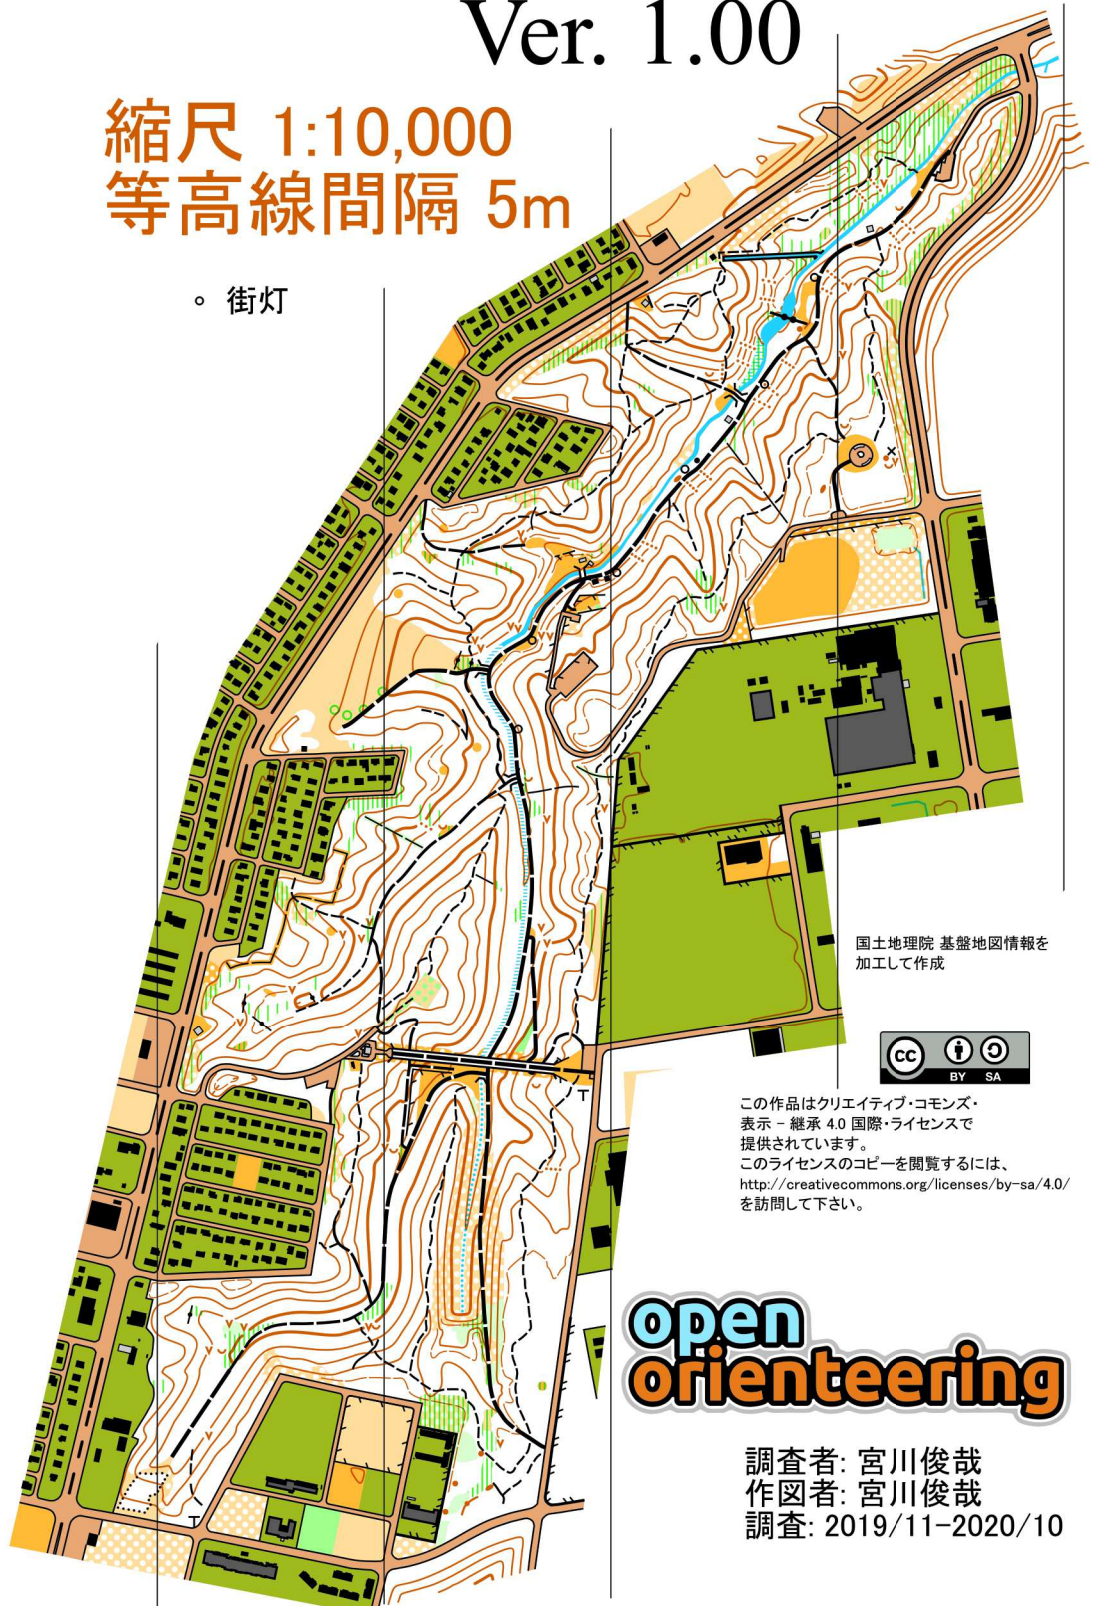 Ver. 1.00
縮尺 1:10,000
等高線間隔 5m
街灯
国土地理院 基盤地図情報を
加工して作成
cc
BY SA
この作品はクリエイティブ・コモンズ・
表示 - 継承 4.0 国際・ライセンスで
提供されています。
このライセンスのコピーを閲覧するには、
http://creativecommons.org/licenses/by-sa/4.0/
を訪問して下さい。
open
orienteering
調査者: 宮川俊哉
作図者: 宮川俊哉
調査: 2019/11-2020/10